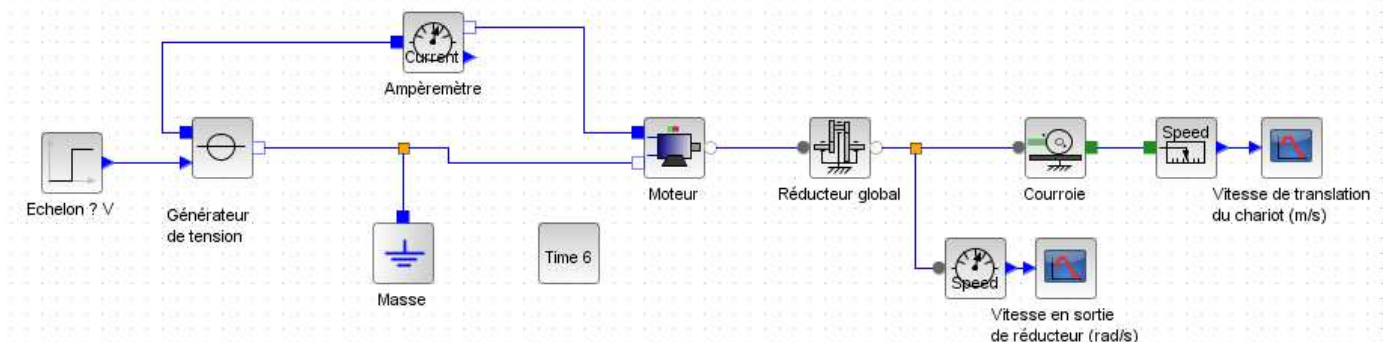 Current
Ampèremètre
Echelon ? V
Générateur
de tension
Masse
Time 6
Moteur
Réducteur global
Courroie
Speed
Vitesse de translation
du chariot (m/s)
Speed
Vitesse en sortie
de réducteur (rad/s)